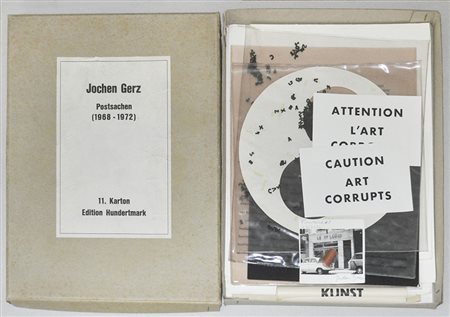 Jochen Gerz
Postsachen
(1968 - 1972)
11. Karton
Edition Hundertmark
ATTENTION
L'ART
CAUTION
ART
CORRUPTS
KUNST